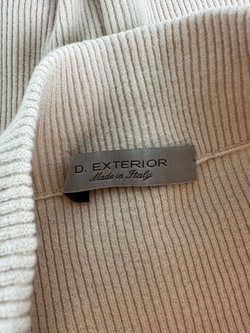 D. EXTERIOR
Made in Italy